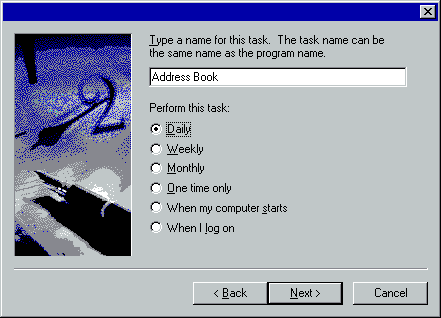 Type a name for this task. The task name can be
the same name as the program name.
Address Book
Perform this task:
Daily
Weekly
Monthly
One time only
When my computer starts
When I log on
< Back
Next >
Cancel